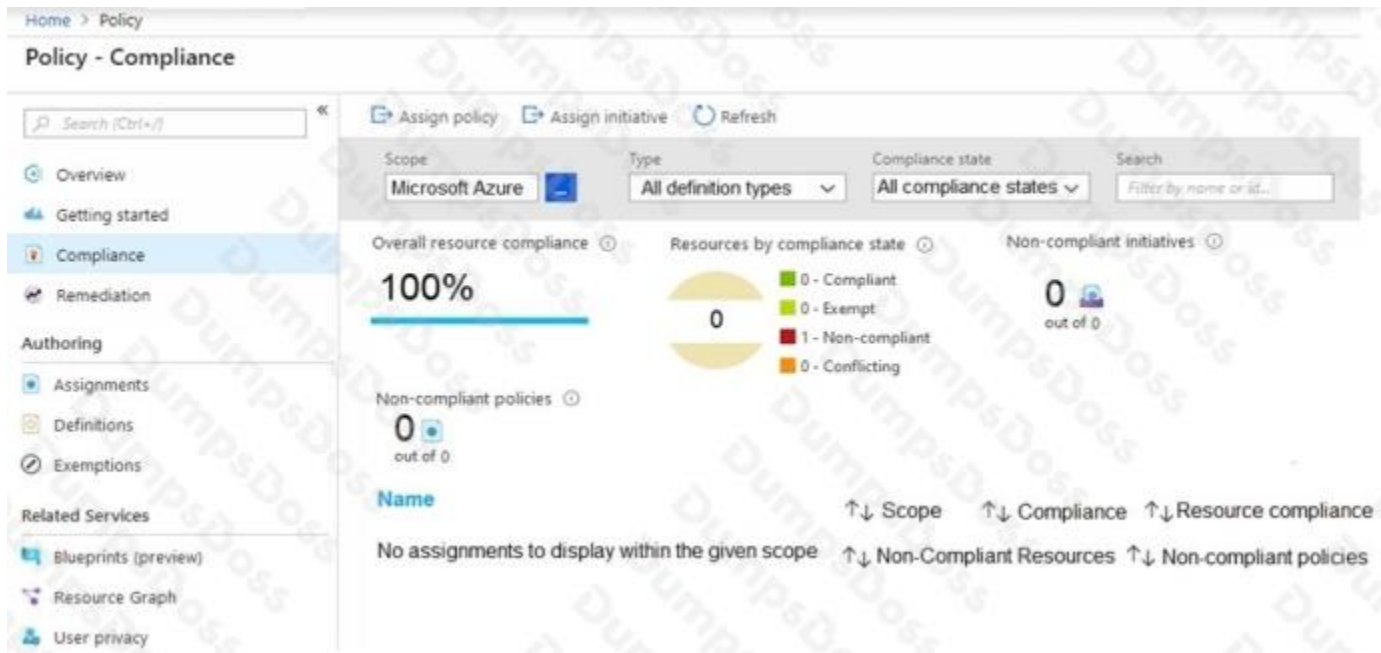 Home > Policy
Policy - Compliance
Search (Ctrl+/)
«
Overview
Getting started
Compliance
Remediation
Authoring
Assignments
Definitions
Exemptions
Related Services
Blueprints (preview)
Resource Graph
User privacy
Assign policy Assign initiative Refresh
Scope Type Compliance state Search
Microsoft Azure All definition types All compliance states Filter by name or id...
Overall resource compliance Resources by compliance state Non-compliant initiatives
100%
0
0 - Compliant
0 - Exempt
1 - Non-compliant
0 - Conflicting
0
out of 0
Non-compliant policies
0
out of 0
Name ↑↓ Scope ↑↓ Compliance ↑↓ Resource compliance
No assignments to display within the given scope ↑↓ Non-Compliant Resources ↑↓ Non-compliant policies
DumpsDoss